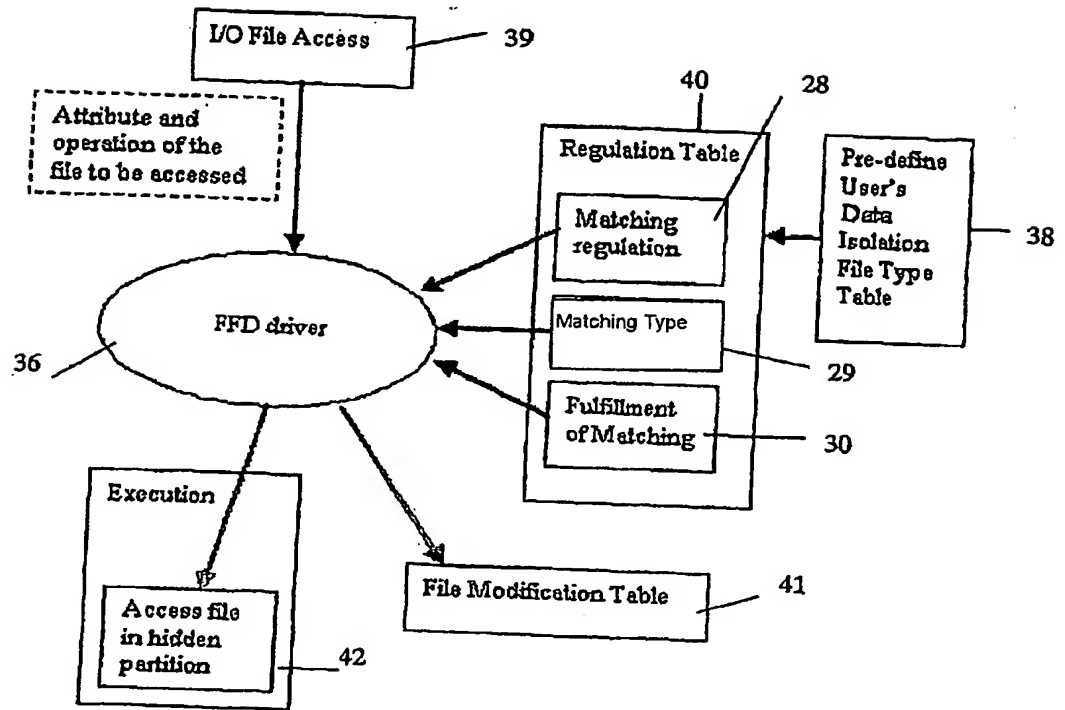 I/O File Access
39
Attribute and
operation of the
file to be accessed
40
28
Regulation Table
Matching
regulation
Pre-define
User's
Data
Isolation
File Type
Table
38
FFD driver
36
Matching Type
29
Fulfillment
of Matching
30
Execution
Access file
in hidden
partition
42
File Modification Table
41